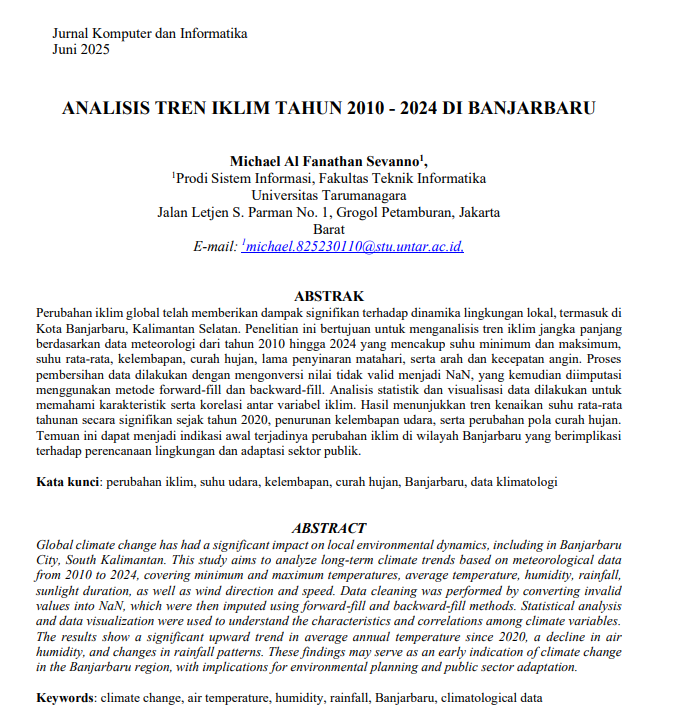 Jurnal Komputer dan Informatika
Juni 2025
ANALISIS TREN IKLIM TAHUN 2010 - 2024 DI BANJARBARU
Michael Al Fanathan Sevanno1,
1Prodi Sistem Informasi, Fakultas Teknik Informatika
Universitas Tarumanagara
Jalan Letjen S. Parman No. 1, Grogol Petamburan, Jakarta
Barat
E-mail: 1michael.825230110@stu.untar.ac.id,
ABSTRAK
Perubahan iklim global telah memberikan dampak signifikan terhadap dinamika lingkungan lokal, termasuk di
Kota Banjarbaru, Kalimantan Selatan. Penelitian ini bertujuan untuk menganalisis tren iklim jangka panjang
berdasarkan data meteorologi dari tahun 2010 hingga 2024 yang mencakup suhu minimum dan maksimum,
suhu rata-rata, kelembapan, curah hujan, lama penyinaran matahari, serta arah dan kecepatan angin. Proses
pembersihan data dilakukan dengan mengonversi nilai tidak valid menjadi NaN, yang kemudian diimputasi
menggunakan metode forward-fill dan backward-fill. Analisis statistik dan visualisasi data dilakukan untuk
memahami karakteristik serta korelasi antar variabel iklim. Hasil menunjukkan tren kenaikan suhu rata-rata
tahunan secara signifikan sejak tahun 2020, penurunan kelembapan udara, serta perubahan pola curah hujan.
Temuan ini dapat menjadi indikasi awal terjadinya perubahan iklim di wilayah Banjarbaru yang berimplikasi
terhadap perencanaan lingkungan dan adaptasi sektor publik.
Kata kunci: perubahan iklim, suhu udara, kelembapan, curah hujan, Banjarbaru, data klimatologi
ABSTRACT
Global climate change has had a significant impact on local environmental dynamics, including in Banjarbaru
City, South Kalimantan. This study aims to analyze long-term climate trends based on meteorological data
from 2010 to 2024, covering minimum and maximum temperatures, average temperature, humidity, rainfall,
sunlight duration, as well as wind direction and speed. Data cleaning was performed by converting invalid
values into NaN, which were then imputed using forward-fill and backward-fill methods. Statistical analysis
and data visualization were used to understand the characteristics and correlations among climate variables.
The results show a significant upward trend in average annual temperature since 2020, a decline in air
humidity, and changes in rainfall patterns. These findings may serve as an early indication of climate change
in the Banjarbaru region, with implications for environmental planning and public sector adaptation.
Keywords: climate change, air temperature, humidity, rainfall, Banjarbaru, climatological data